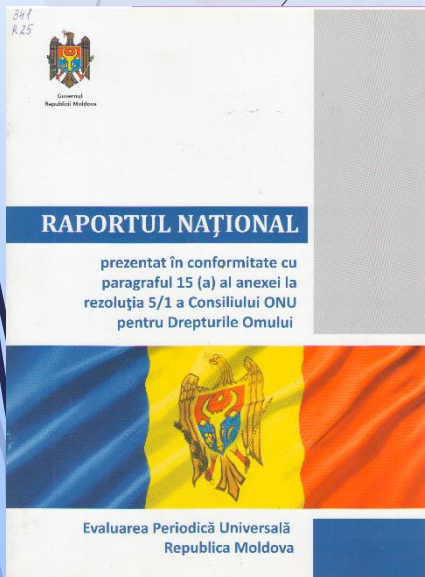 341
R 25
Guvernul
Republicii Moldova
RAPORTUL NAȚIONAL
prezentat în conformitate cu
paragraful 15 (a) al anexei la
rezoluția 5/1 a Consiliului ONU
pentru Drepturile Omului
Evaluarea Periodică Universală
Republica Moldova